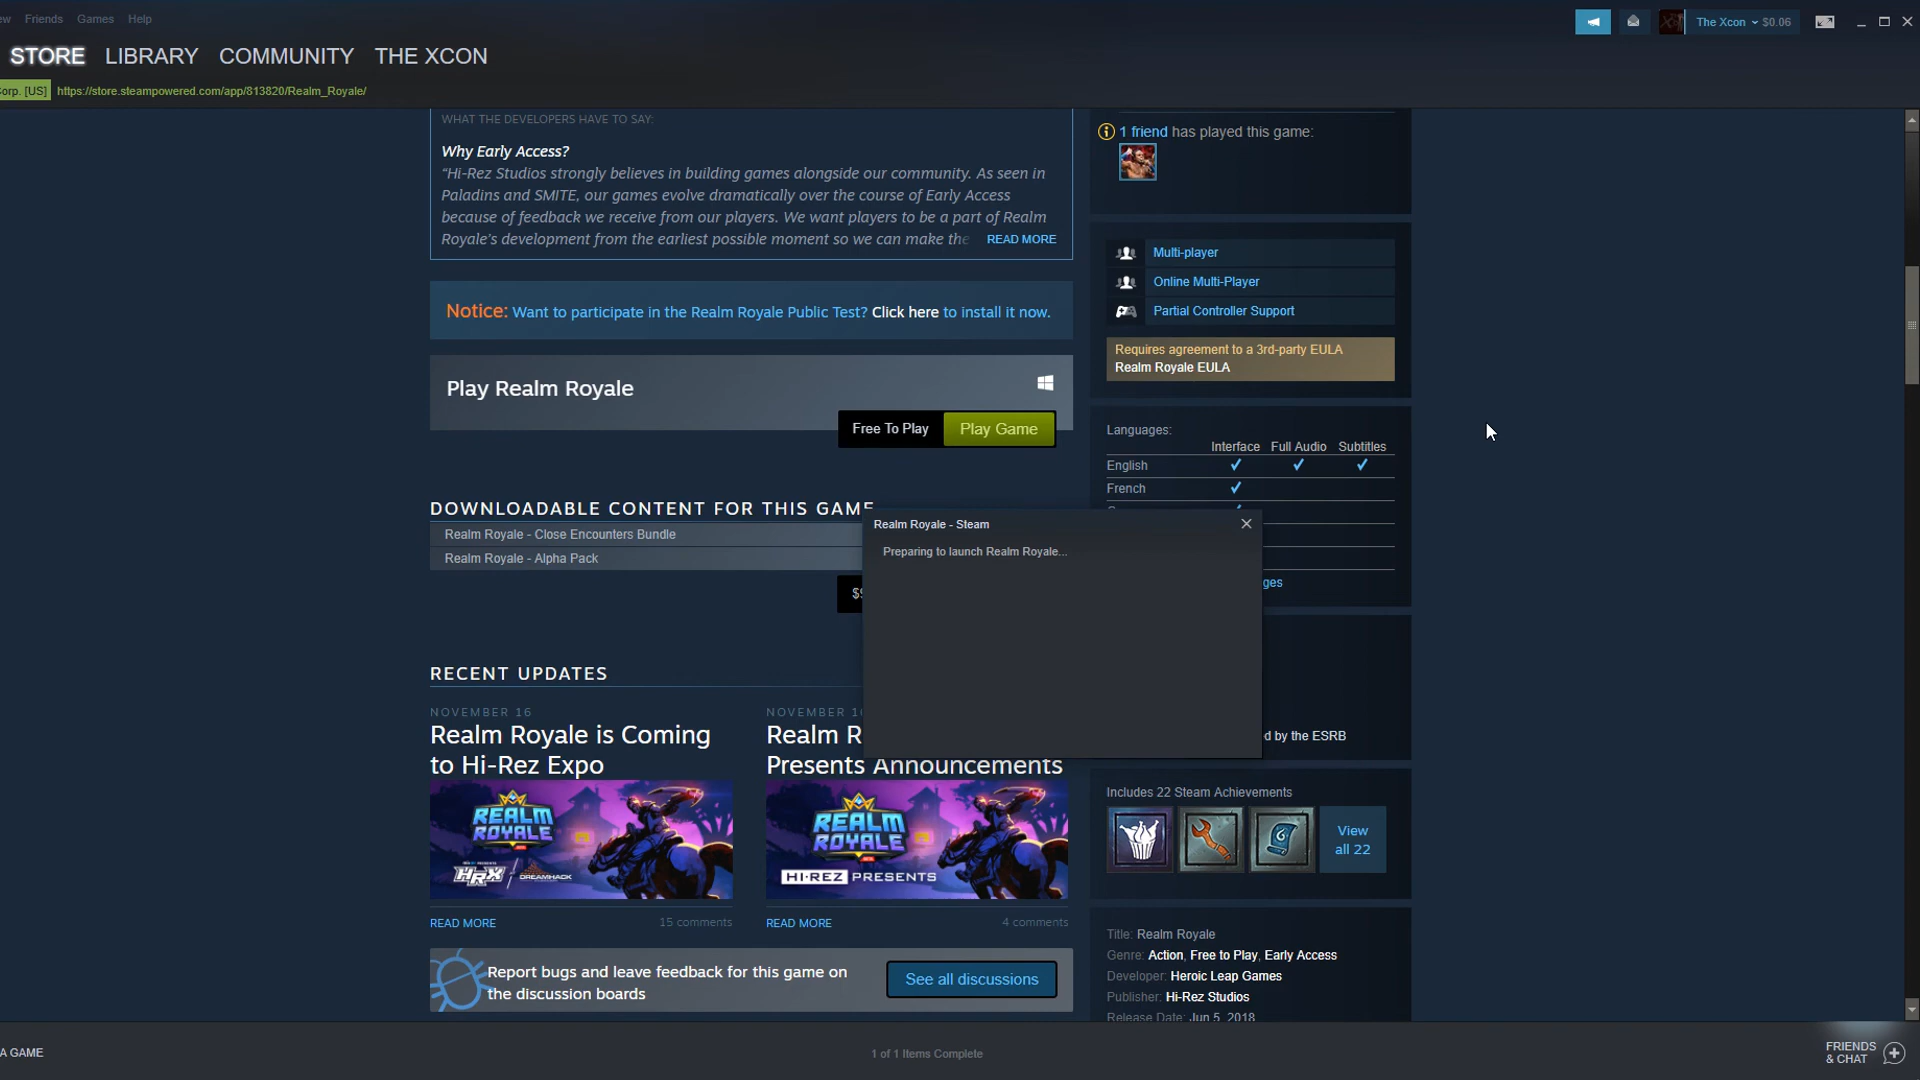 Friends Games Help
The Xcon $0.06
STORE LIBRARY COMMUNITY THE XCON
[US] https://store.steampowered.com/app/813820/Realm_Royale/
WHAT THE DEVELOPERS HAVE TO SAY:
Why Early Access?
“Hi-Rez Studios strongly believes in building games alongside our community. As seen in
Paladins and SMITE, our games evolve dramatically over the course of Early Access
because of feedback we receive from our players. We want players to be a part of Realm
Royale's development from the earliest possible moment so we can make the READ MORE
Notice: Want to participate in the Realm Royale Public Test? Click here to install it now.
Play Realm Royale
Free To Play Play Game
DOWNLOADABLE CONTENT FOR THIS GAME
Realm Royale - Close Encounters Bundle
Realm Royale - Alpha Pack
Realm Royale - Steam
Preparing to launch Realm Royale...
RECENT UPDATES
NOVEMBER 16
Realm Royale is Coming
to Hi-Rez Expo
REALM
ROYALE
HRX DREAMHACK
READ MORE 15 comments
NOVEMBER
Realm
Presents Announcements
REALM
ROYALE
HI-REZ PRESENTS
READ MORE 4 comments
Report bugs and leave feedback for this game on
the discussion boards
See all discussions
1 friend has played this game:
Multi-player
Online Multi-Player
Partial Controller Support
Requires agreement to a 3rd-party EULA
Realm Royale EULA
Languages:
Interface Full Audio Subtitles
English
French
by the ESRB
Includes 22 Steam Achievements
View
all 22
Title: Realm Royale
Genre: Action, Free to Play, Early Access
Developer: Heroic Leap Games
Publisher: Hi-Rez Studios
Release Date: Jun 5, 2018
A GAME
1 of 1 Items Complete
FRIENDS
& CHAT